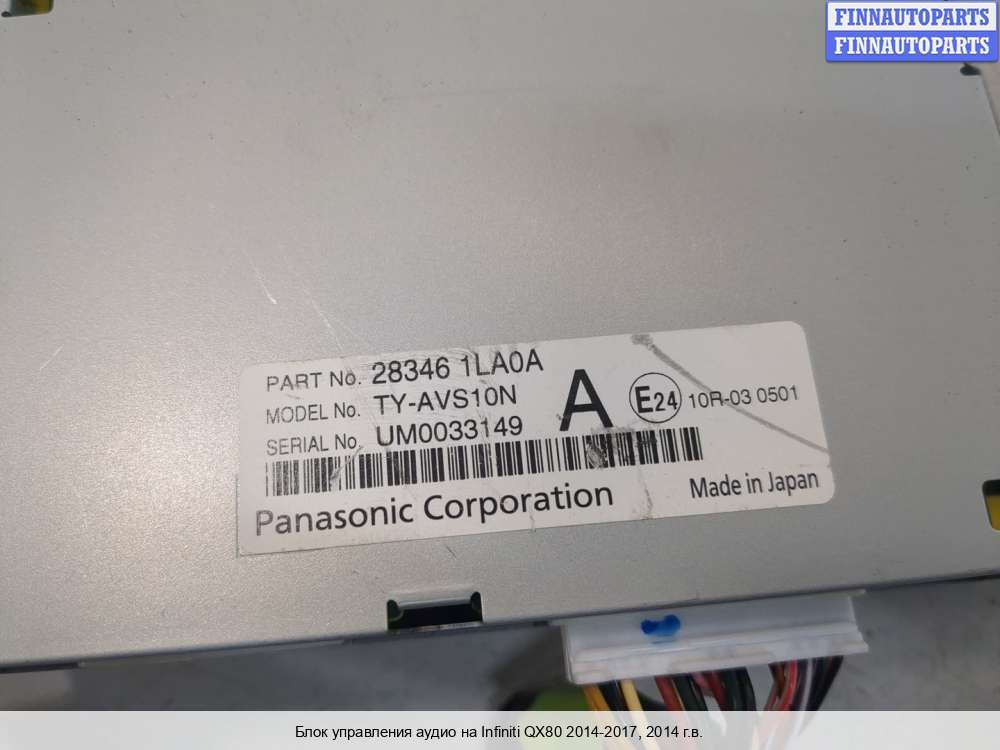 FINNAUTOPARTS
FINNAUTOPARTS
PART No. 28346 1LA0A
MODEL No. TY-AVS10N
SERIAL No. UM0033149
A
E24 10R-03 0501
Panasonic Corporation
Made in Japan
Блок управления аудио на Infiniti QX80 2014-2017, 2014 г.в.